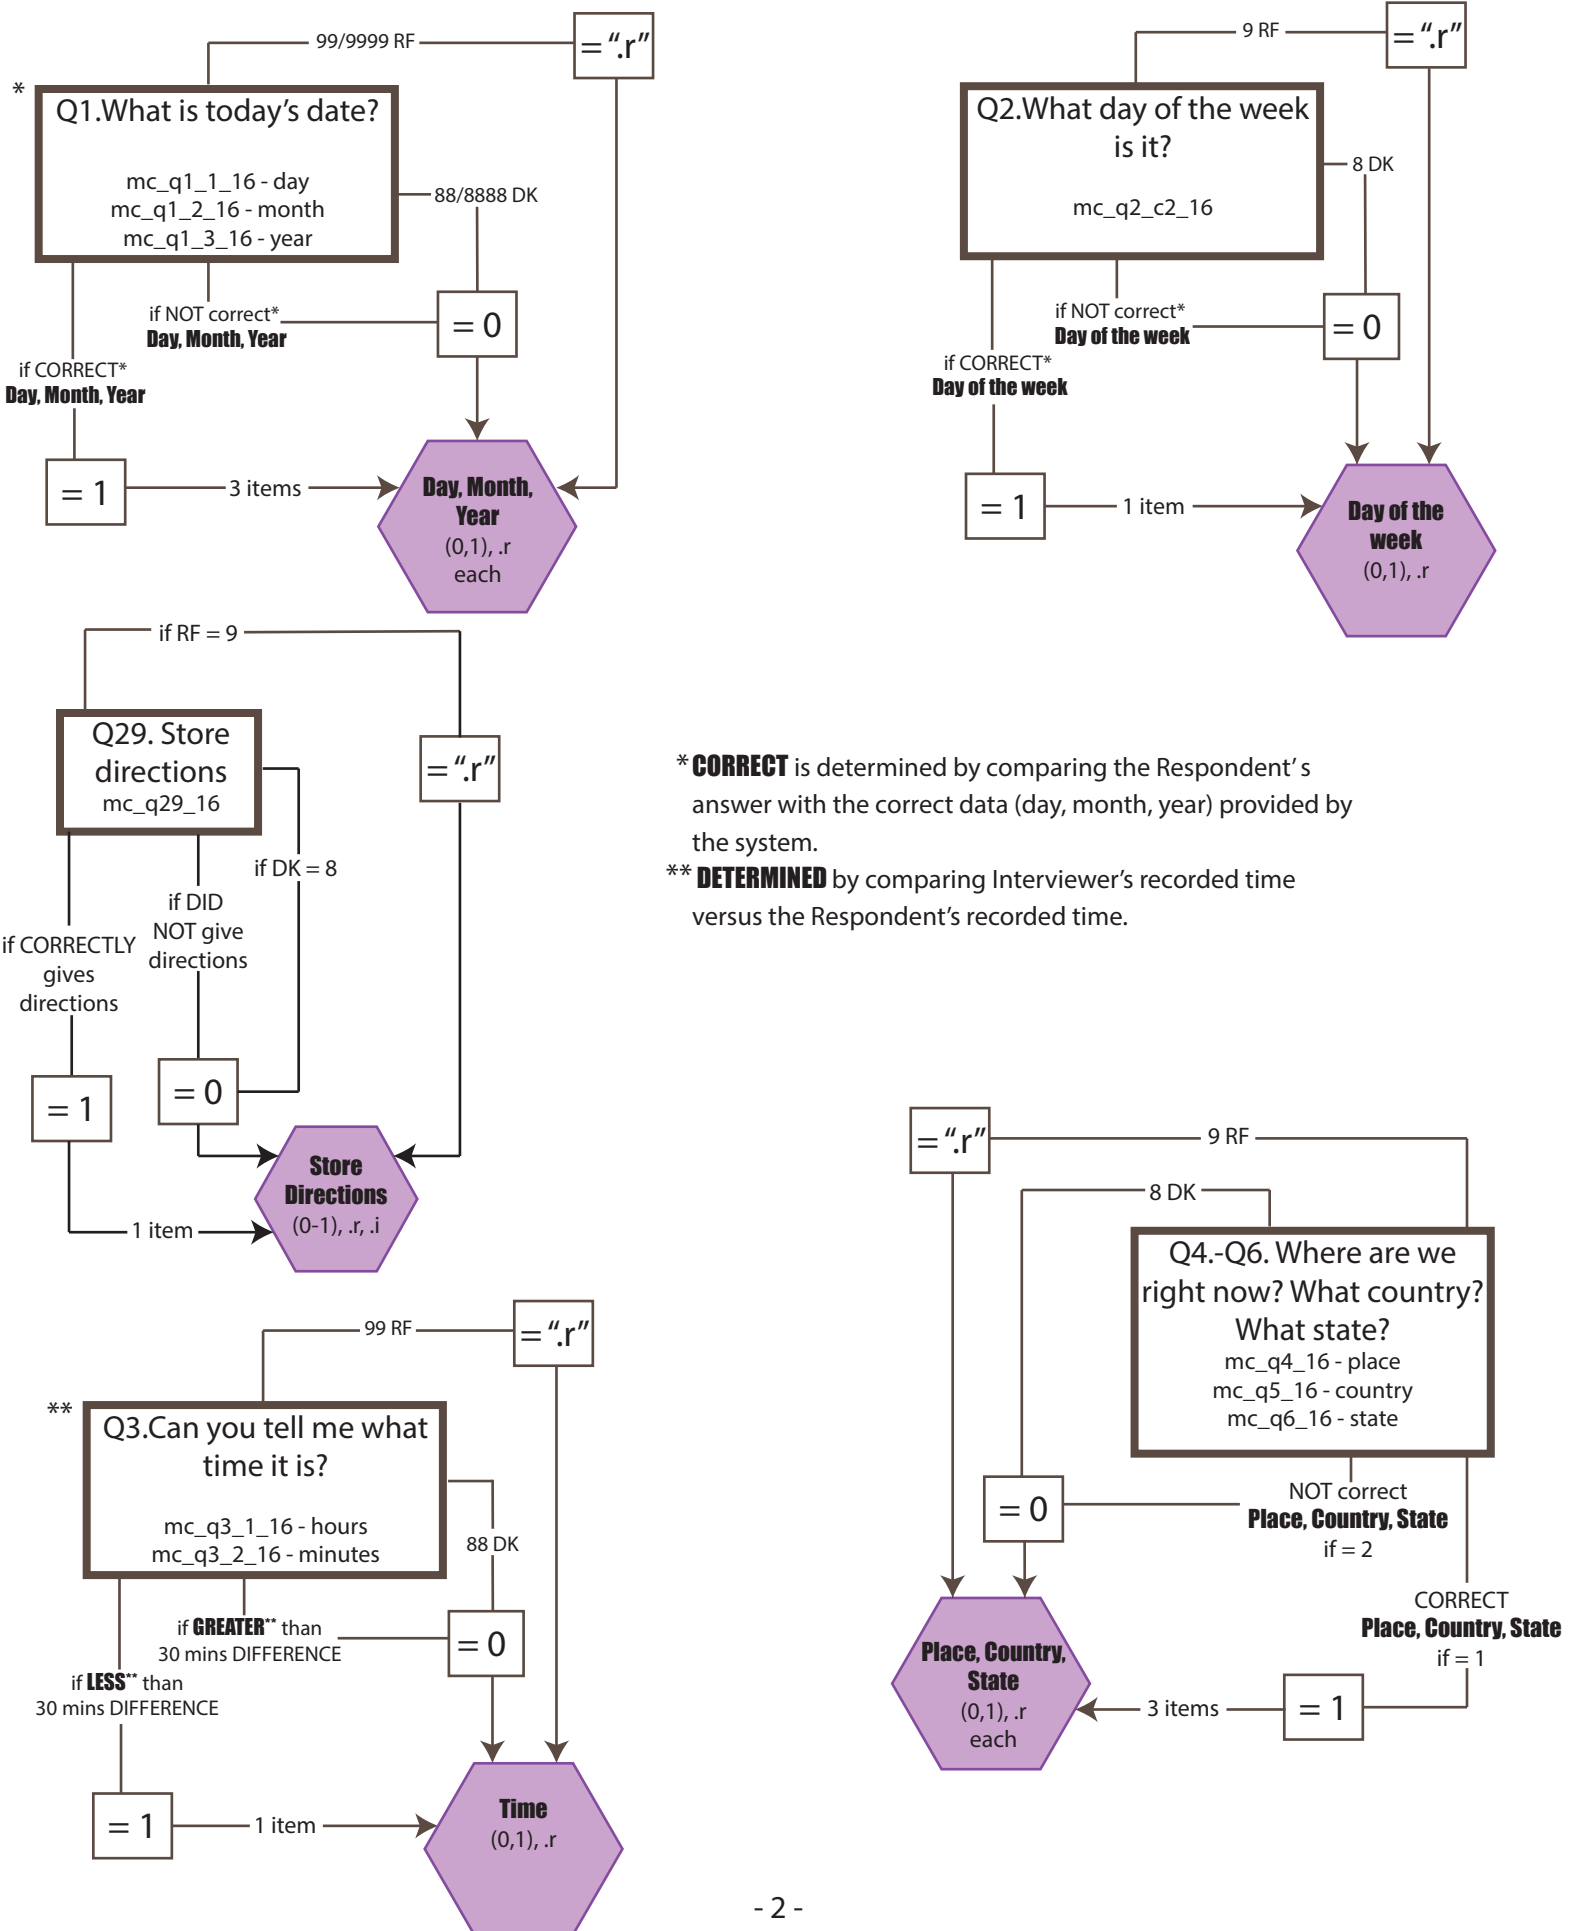 99/9999 RF
= “.r”
*
Q1.What is today’s date?
mc_q1_1_16 - day
mc_q1_2_16 - month
mc_q1_3_16 - year
88/8888 DK
if NOT correct*
Day, Month, Year
= 0
if CORRECT*
Day, Month, Year
= 1
3 items
Day, Month,
Year
(0,1), .r
each
9 RF
= “.r”
Q2.What day of the week
is it?
mc_q2_c2_16
8 DK
if NOT correct*
Day of the week
= 0
if CORRECT*
Day of the week
= 1
1 item
Day of the
week
(0,1), .r
if RF = 9
Q29. Store
directions
mc_q29_16
= “.r”
if DK = 8
if DID
NOT give
directions
if CORRECTLY
gives
directions
= 0
= 1
1 item
Store
Directions
(0-1), .r, .i
* CORRECT is determined by comparing the Respondent’ s
answer with the correct data (day, month, year) provided by
the system.
** DETERMINED by comparing Interviewer’s recorded time
versus the Respondent’s recorded time.
99 RF
= “.r”
**
Q3.Can you tell me what
time it is?
mc_q3_1_16 - hours
mc_q3_2_16 - minutes
88 DK
if GREATER** than
30 mins DIFFERENCE
= 0
if LESS** than
30 mins DIFFERENCE
= 1
1 item
Time
(0,1), .r
= “.r”
9 RF
8 DK
Q4.-Q6. Where are we
right now? What country?
What state?
mc_q4_16 - place
mc_q5_16 - country
mc_q6_16 - state
= 0
NOT correct
Place, Country, State
if = 2
CORRECT
Place, Country, State
if = 1
= 1
3 items
Place, Country,
State
(0,1), .r
each
- 2 -